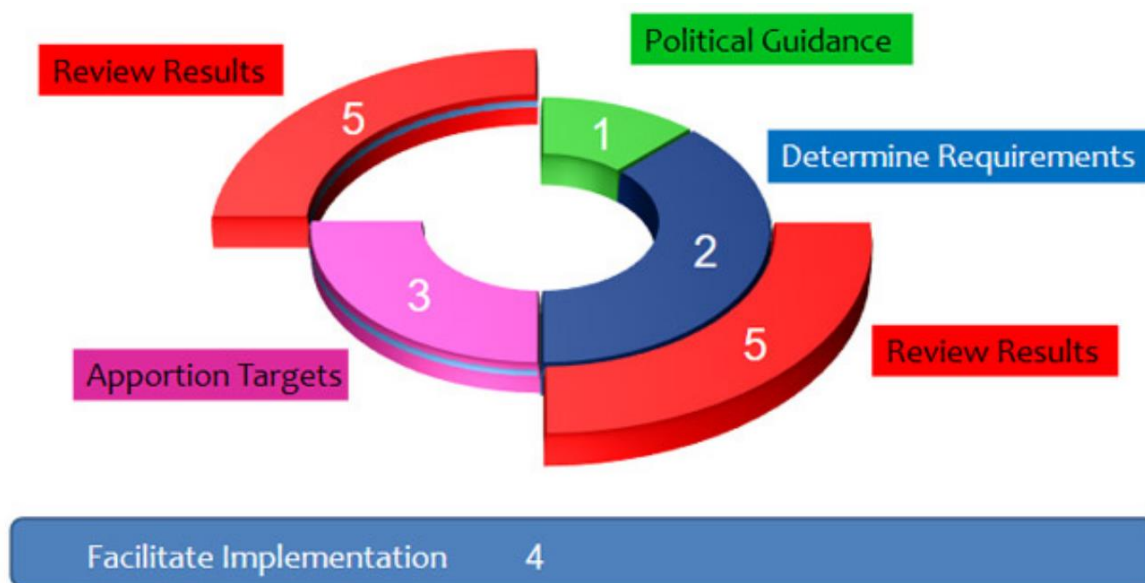 Political Guidance
Review Results
5
1
Determine Requirements
2
3
5
Apportion Targets
Review Results
Facilitate Implementation 4